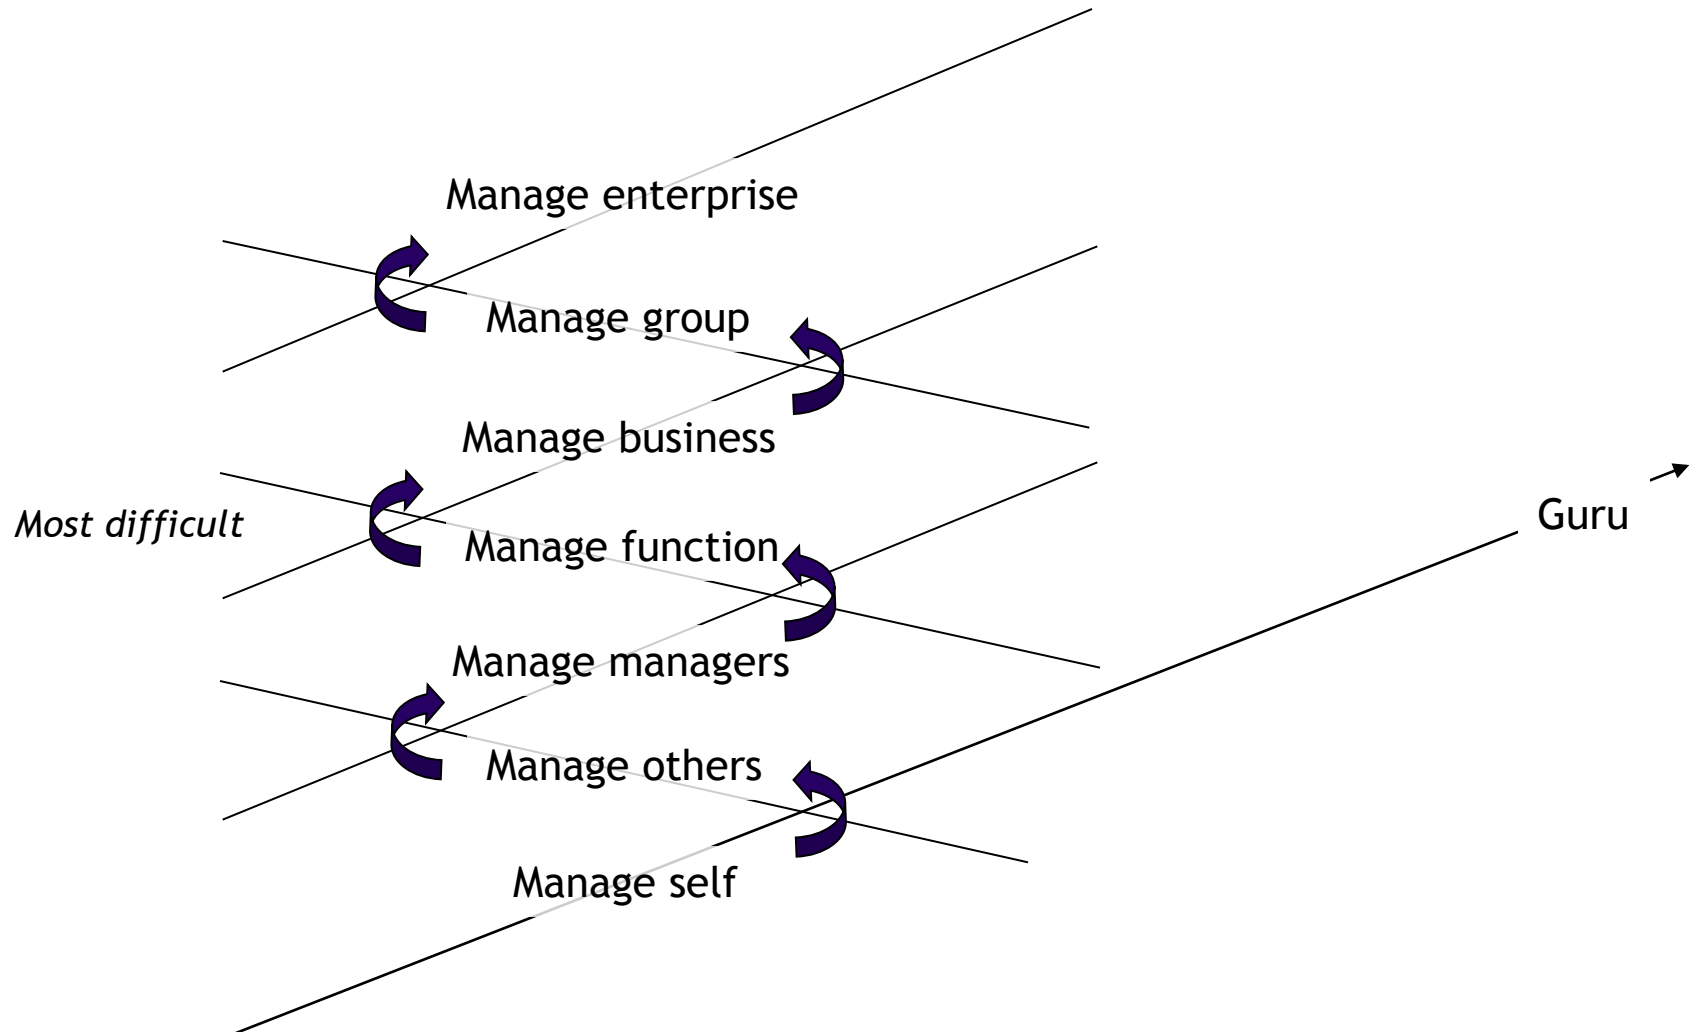 Manage enterprise
Manage group
Manage business
Most difficult
Guru
Manage function
Manage managers
Manage others
Manage self